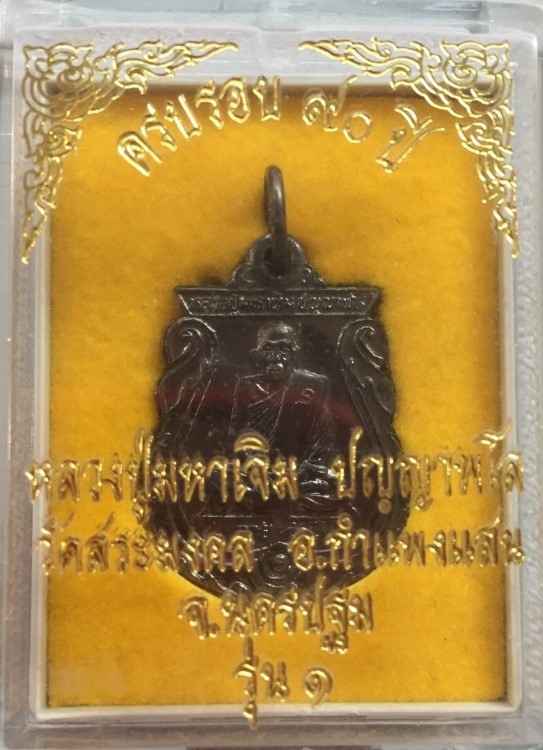 ครบรอบ ๙๐ ปี
หลวงปู่มหาเจิม ปญฺญาพโล
วัดสระมงคล อ.กำแพงแสน
จ.นครปฐม
รุ่น ๑